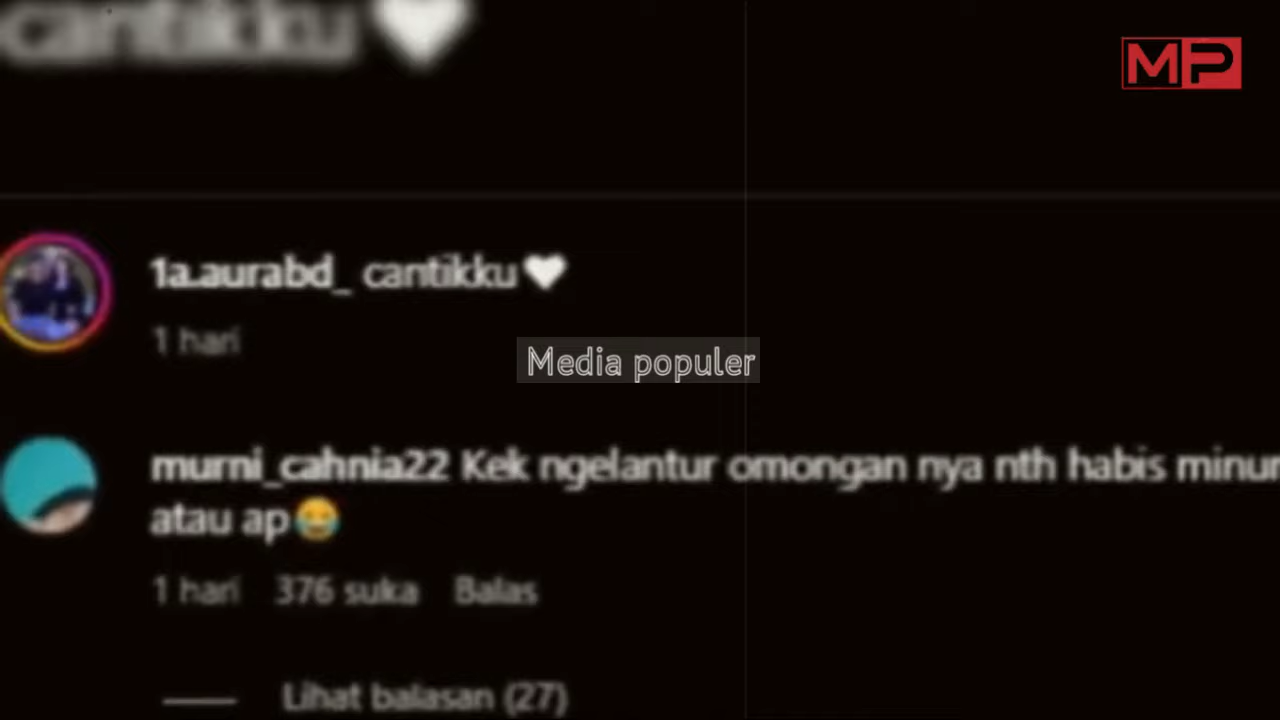 cantikku🤍
MP
1a.aurabd_ cantikku🤍
1 hari
Media populer
murni_cahnia22 Kek ngelantur omongan nya nth habis minur
atau ap😂
1 hari 376 suka Balas
Lihat balasan (27)